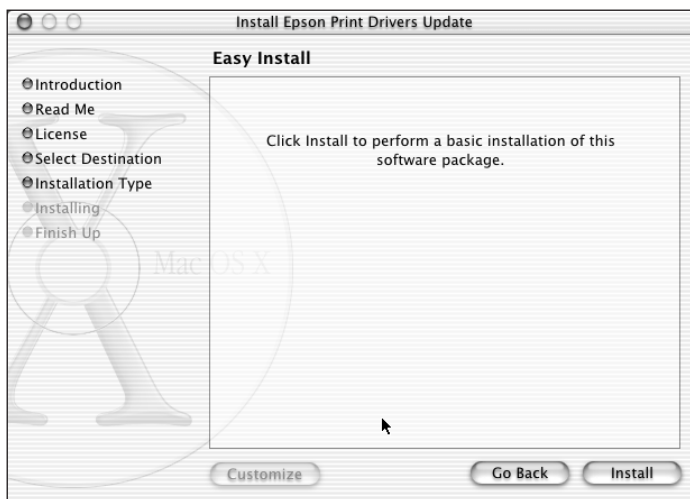 Install Epson Print Drivers Update
Easy Install
Introduction
Read Me
License
Select Destination
Installation Type
Installing
Finish Up
Click Install to perform a basic installation of this
software package.
Mac OS X
Customize
Go Back
Install